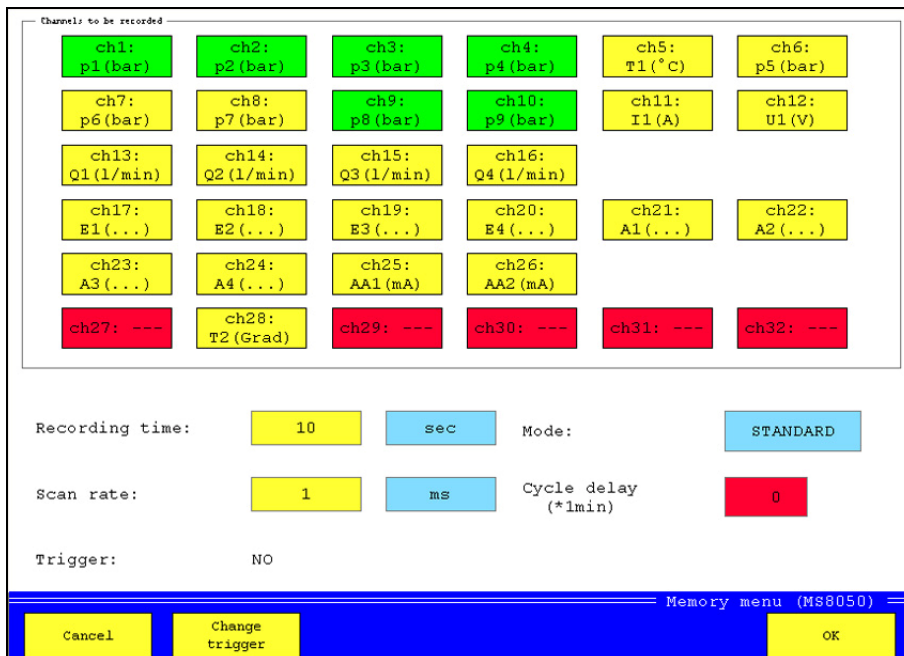 Channels to be recorded
ch1: ch2: ch3: ch4: ch5: ch6:
p1(bar) p2(bar) p3(bar) p4(bar) T1(°C) p5(bar)
ch7: ch8: ch9: ch10: ch11: ch12:
p6(bar) p7(bar) p8(bar) p9(bar) I1(A) U1(V)
ch13: ch14: ch15: ch16:
Q1(l/min) Q2(l/min) Q3(l/min) Q4(l/min)
ch17: ch18: ch19: ch20: ch21: ch22:
E1(...) E2(...) E3(...) E4(...) A1(...) A2(...)
ch23: ch24: ch25: ch26:
A3(...) A4(...) AA1(mA) AA2(mA)
ch27: --- ch28: ch29: --- ch30: --- ch31: --- ch32: ---
T2(Grad)
Recording time: 10 sec Mode: STANDARD
Scan rate: 1 ms Cycle delay 0
(*1min)
Trigger: NO
Memory menu (MS8050)
Cancel Change OK
trigger